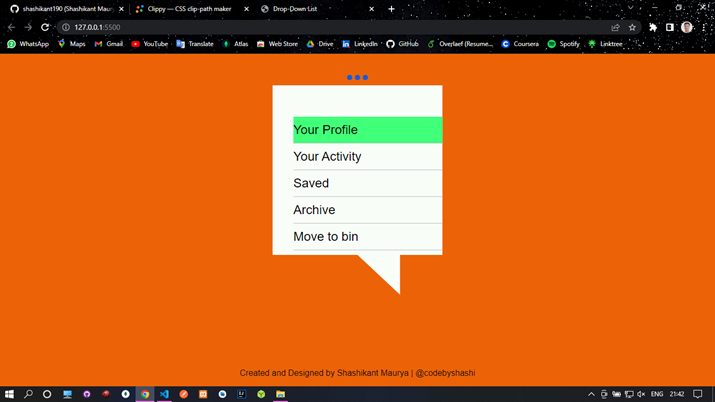 shashikant190 (Shashikant Mau
Clippy — CSS clip-path maker
Drop-Down List
127.0.0.1:5500
WhatsApp
Maps
Gmail
YouTube
Translate
Atlas
Web Store
Drive
LinkedIn
GitHub
Overleaf (Resume...
Coursera
Spotify
Linktree
Your Profile
Your Activity
Saved
Archive
Move to bin
Created and Designed by Shashikant Maurya | @codebyshashi
ENG
21:42